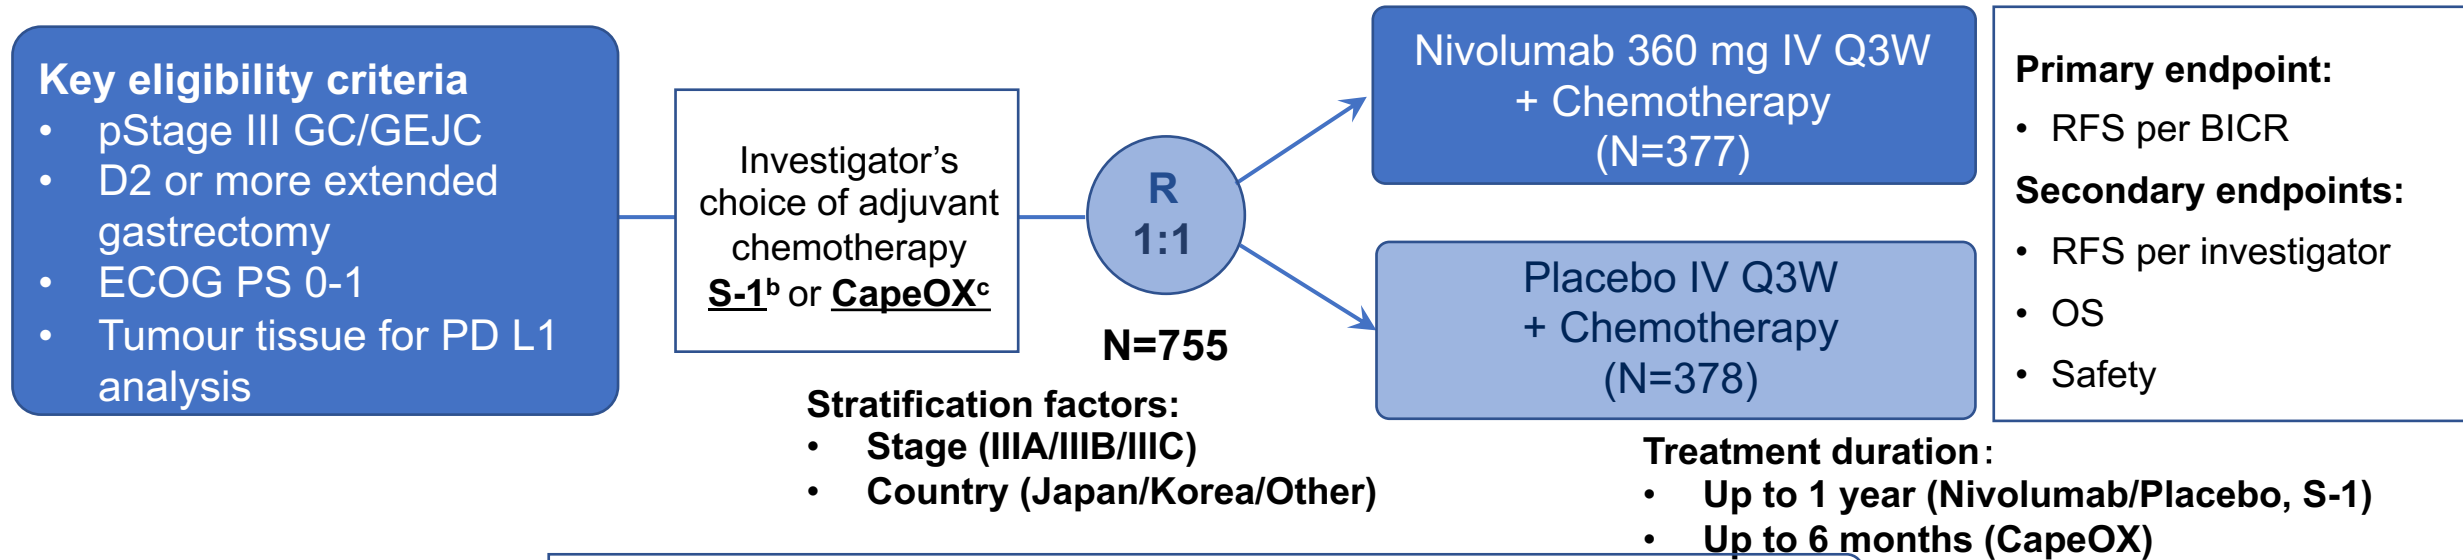 Key eligibility criteria
• pStage III GC/GEJC
• D2 or more extended
gastrectomy
• ECOG PS 0-1
• Tumour tissue for PD L1
analysis
Investigator’s
choice of adjuvant
chemotherapy
S-1ᵇ or CapeOXᶜ
R
1:1
N=755
Stratification factors:
• Stage (IIIA/IIIB/IIIC)
• Country (Japan/Korea/Other)
Nivolumab 360 mg IV Q3W
+ Chemotherapy
(N=377)
Placebo IV Q3W
+ Chemotherapy
(N=378)
Primary endpoint:
• RFS per BICR
Secondary endpoints:
• RFS per investigator
• OS
• Safety
Treatment duration:
• Up to 1 year (Nivolumab/Placebo, S-1)
• Up to 6 months (CapeOX)